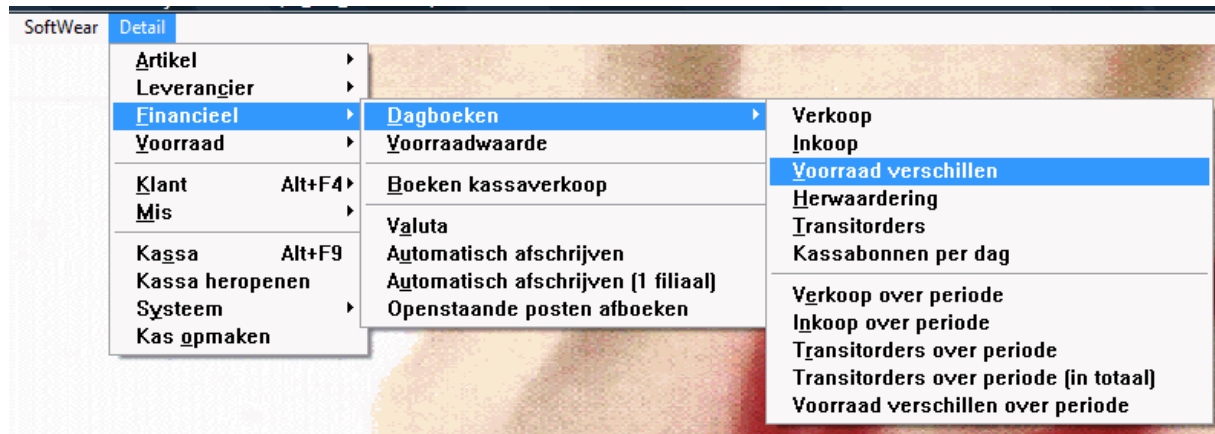 SoftWear Detail
Artikel
Leverancier
Financieel
Voorraad
Klant Alt+F4
Mis
Kassa Alt+F9
Kassa heropenen
Systeem
Kas opmaken
Dagboeken
Voorraadwaarde
Boeken kassaverkoop
Valuta
Automatisch afschrijven
Automatisch afschrijven (1 filiaal)
Openstaande posten afboeken
Verkoop
Inkoop
Voorraad verschillen
Herwaardering
Transitorders
Kassabonnen per dag
Verkoop over periode
Inkoop over periode
Transitorders over periode
Transitorders over periode (in totaal)
Voorraad verschillen over periode